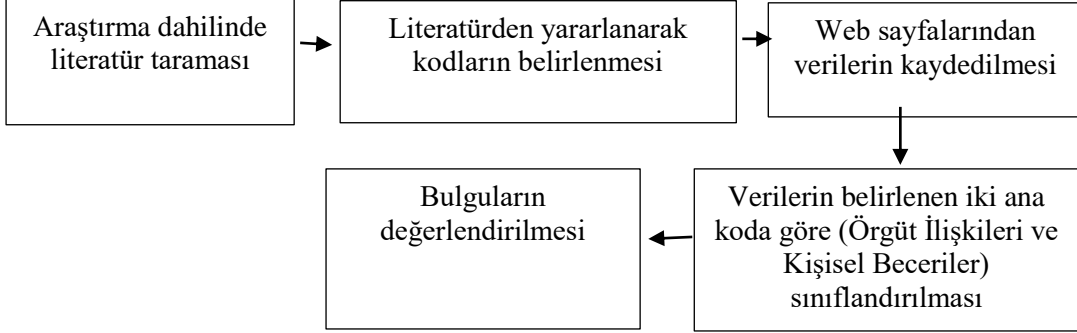 Araştırma dahilinde
literatür taraması
Literatürden yararlanarak
kodların belirlenmesi
Web sayfalarından
verilerin kaydedilmesi
Verilerin belirlenen iki ana
koda göre (Örgüt İlişkileri ve
Kişisel Beceriler)
sınıflandırılması
Bulguların
değerlendirilmesi